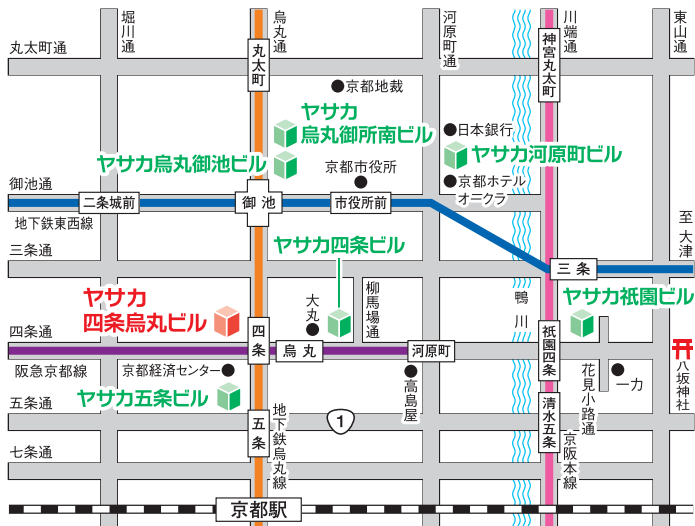 堀川通
烏丸通
河原町通
川端通
東山通
丸太町通
丸太町
神宮丸太町
京都地裁
ヤサカ
烏丸御所南ビル
日本銀行
ヤサカ烏丸御池ビル
京都市役所
ヤサカ河原町ビル
御池通
京都ホテル
オークラ
二条城前
御池
市役所前
地下鉄東西線
至大津
三条通
ヤサカ四条ビル
三条
ヤサカ
四条烏丸ビル
大丸
柳馬場通
鴨川
ヤサカ祇園ビル
四条通
四条
烏丸
河原町
祇園四条
阪急京都線
京都経済センター
高島屋
花見小路通
一力
八坂神社
ヤサカ五条ビル
五条通
五条
地下鉄烏丸線
1
清水五条
京阪本線
七条通
京都駅